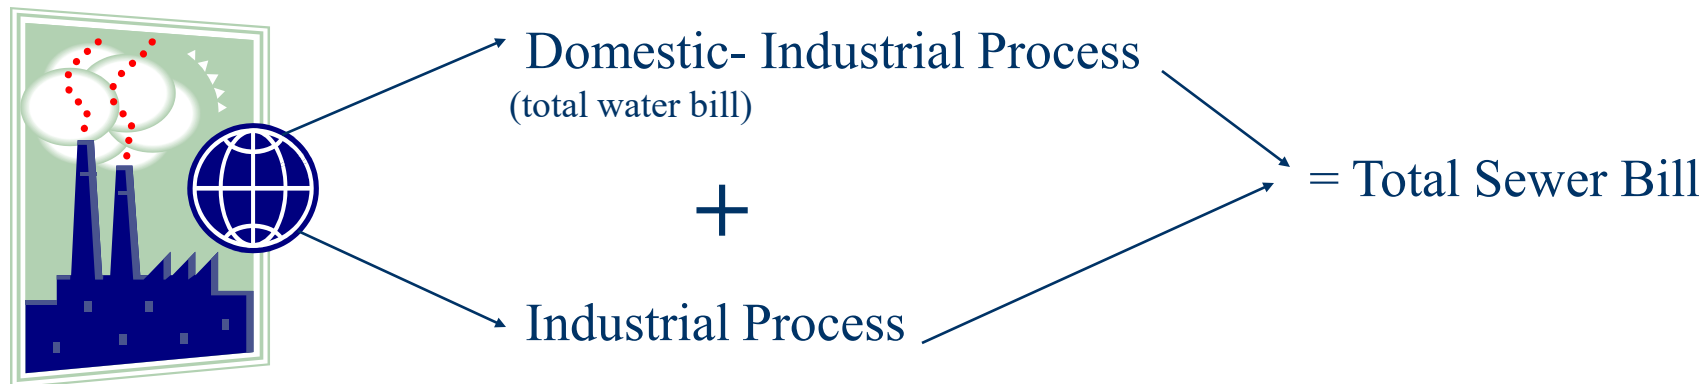 Domestic- Industrial Process
(total water bill)
+
= Total Sewer Bill
Industrial Process